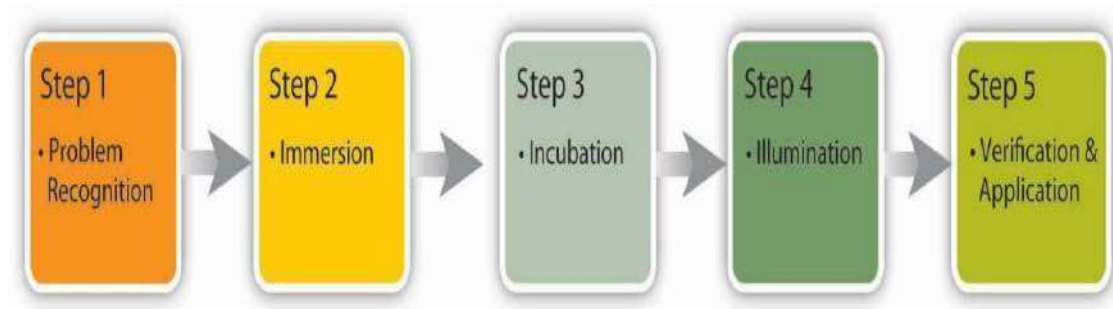 Step 1
• Problem
Recognition
Step 2
• Immersion
Step 3
• Incubation
Step 4
• Illumination
Step 5
• Verification &
Application